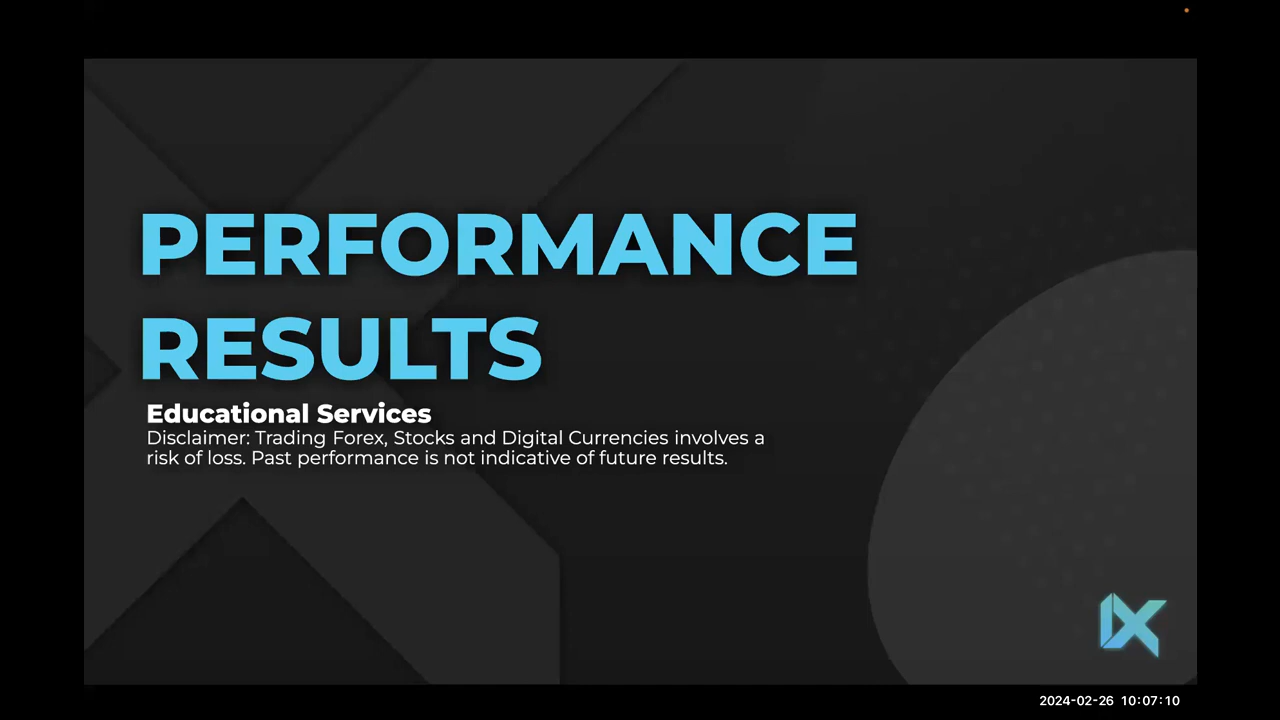 PERFORMANCE
RESULTS
Educational Services
Disclaimer: Trading Forex, Stocks and Digital Currencies involves a
risk of loss. Past performance is not indicative of future results.
IX
2024-02-26 10:07:10